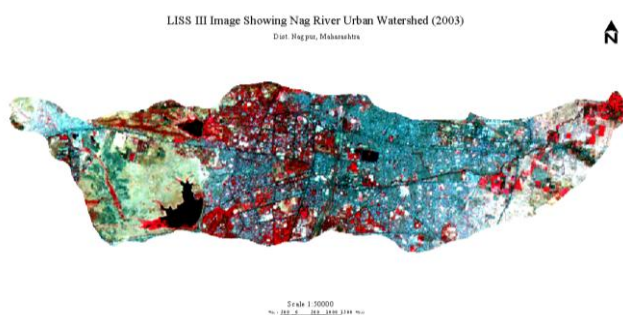 LISS III Image Showing Nag River Urban Watershed (2003)
Dist. Nagpur, Maharashtra
N
Scale 1:50000